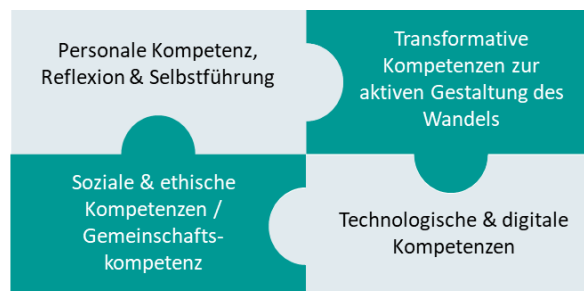 Personale Kompetenz,
Reflexion & Selbstführung
Transformative
Kompetenzen zur
aktiven Gestaltung des
Wandels
Soziale & ethische
Kompetenzen /
Gemeinschafts-
kompetenz
Technologische & digitale
Kompetenzen